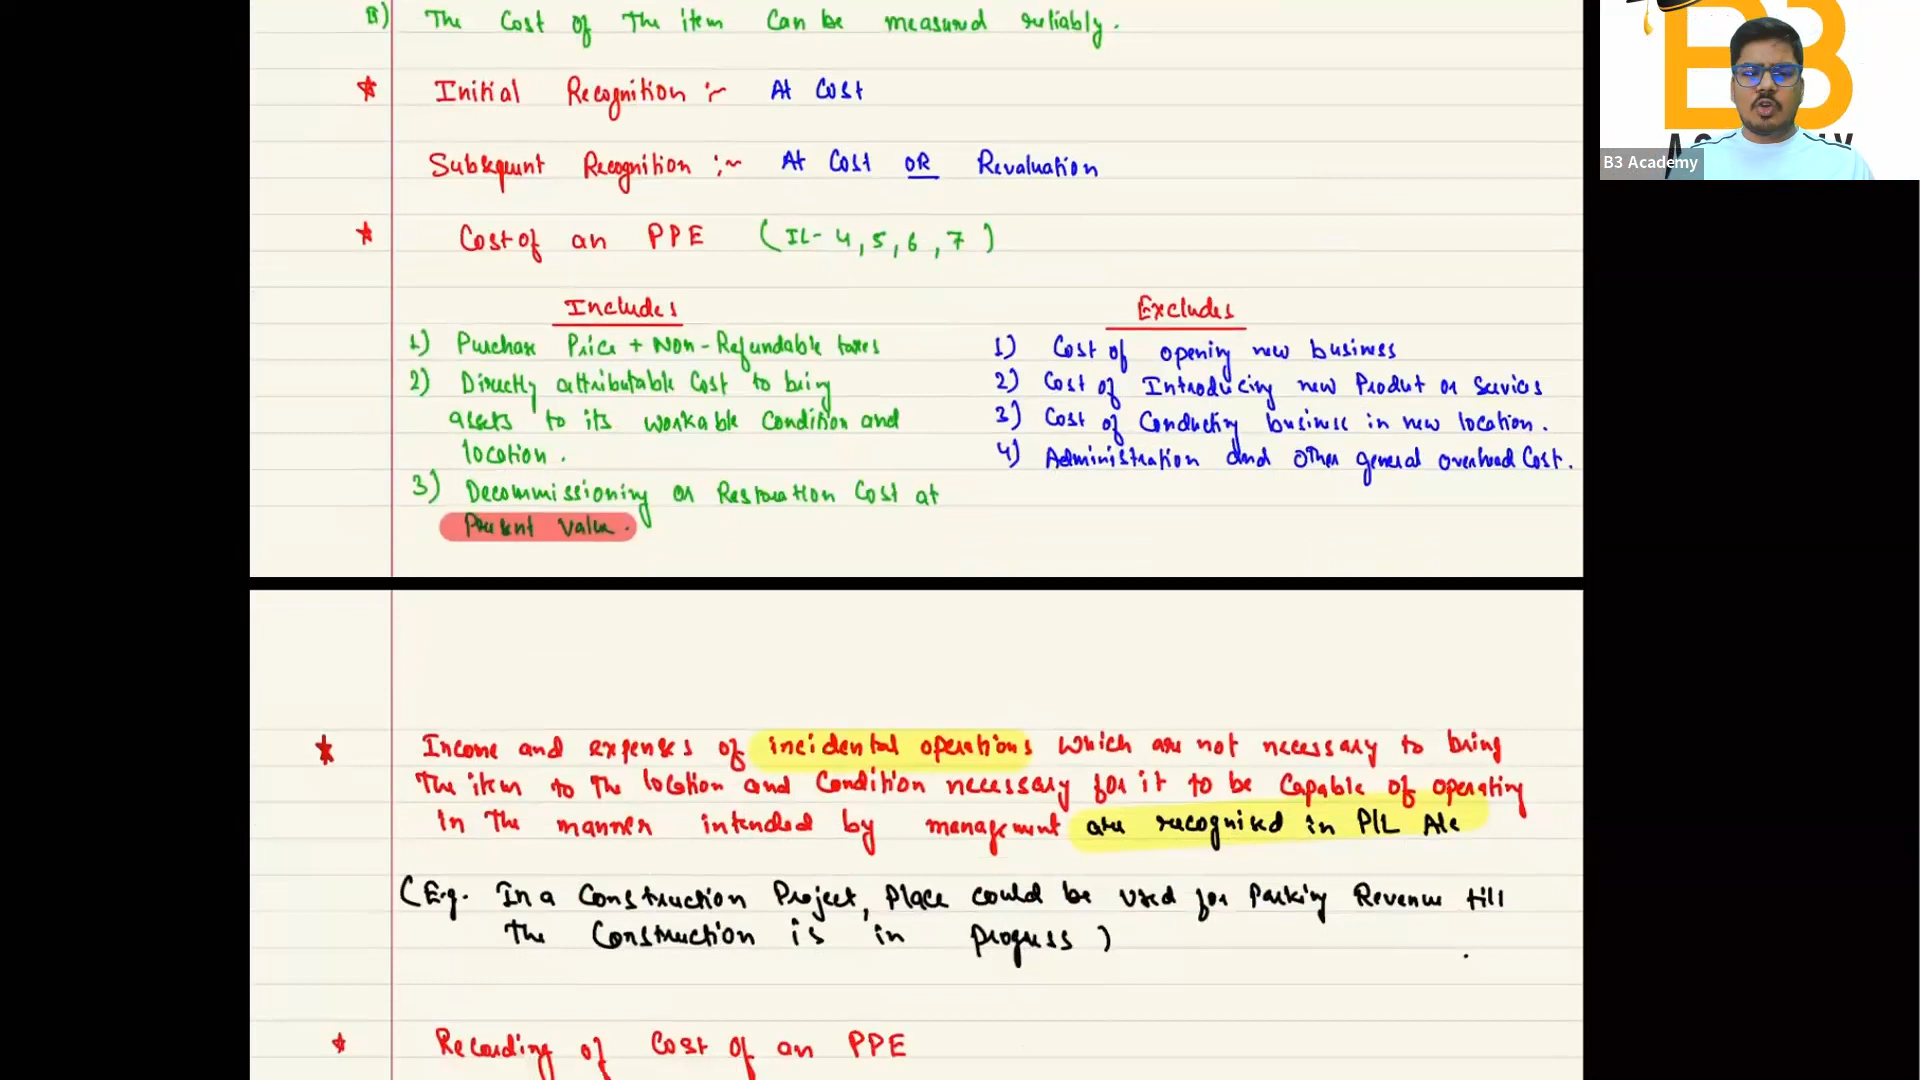 B) The Cost of The item Can be measured reliably.
★ Initial Recognition :- At Cost
Subsequent Recognition :- At Cost OR Revaluation
★ Cost of an PPE (IL- 4, 5, 6, 7)
Includes
1) Purchase Price + Non-Refundable taxes
2) Directly attributable Cost to being
assets to its workable Condition and
location.
3) Decommissioning or Restoration Cost at
Present Value.
Excludes
1) Cost of opening new business
2) Cost of Introducing new Product or Services
3) Cost of Conducting business in new location.
4) Administration and other general overhead Cost.
★ Income and expenses of incidental operations which are not necessary to bring
The item to The location and Condition necessary for it to be Capable of operating
in The manner intended by management are recognised in P/L A/c
(E.g. In a Construction Project, Place could be used for Parking Revenue till
The Construction is in progress)
★ Recording of Cost of an PPE
B3
B3 Academy